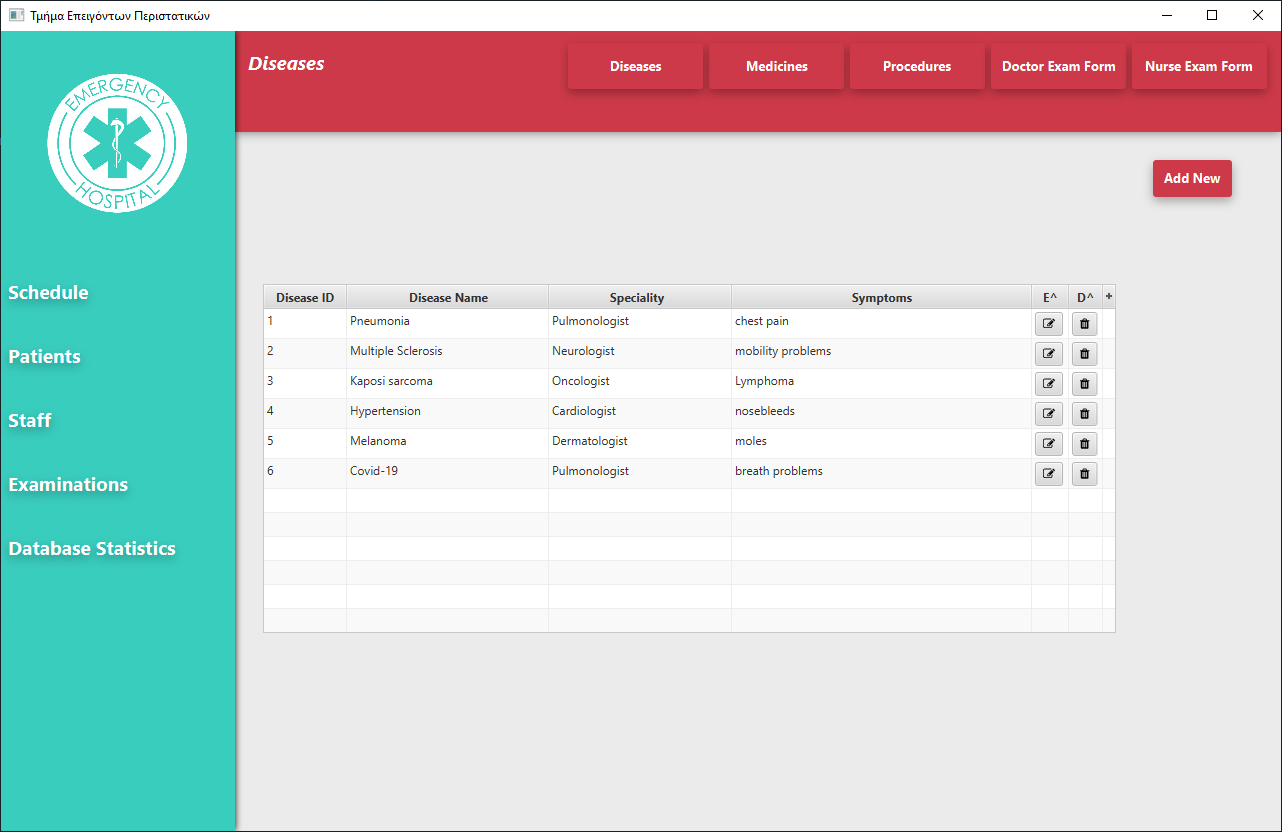 Τμήμα Επειγόντων Περιστατικών
EMERGENCY
HOSPITAL
Schedule
Patients
Staff
Examinations
Database Statistics
Diseases
Diseases Medicines Procedures Doctor Exam Form Nurse Exam Form
Add New
Disease ID Disease Name Speciality Symptoms E^ D^ +
1 Pneumonia Pulmonologist chest pain
2 Multiple Sclerosis Neurologist mobility problems
3 Kaposi sarcoma Oncologist Lymphoma
4 Hypertension Cardiologist nosebleeds
5 Melanoma Dermatologist moles
6 Covid-19 Pulmonologist breath problems